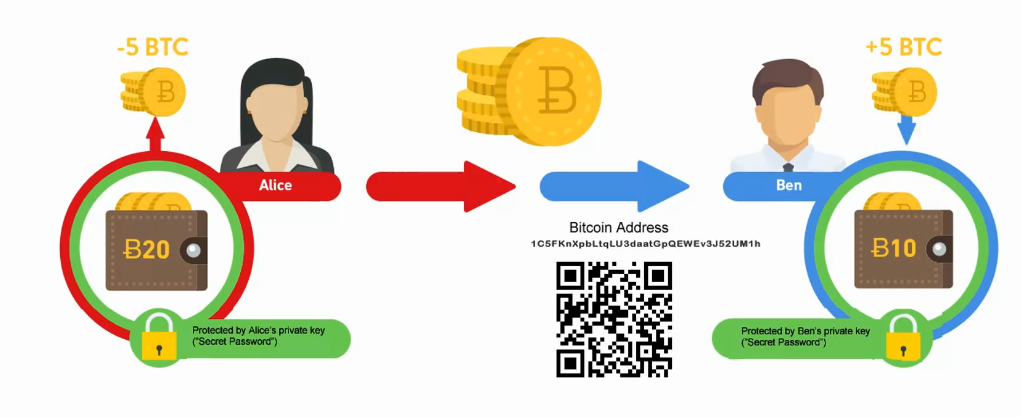 -5 BTC
+5 BTC
Alice
Ben
Bitcoin Address
1C5FKnXpbLtqLU3daatGpQEWEv3J52UM1h
Ƀ20
Ƀ10
Protected by Alice's private key
("Secret Password")
Protected by Ben's private key
("Secret Password")